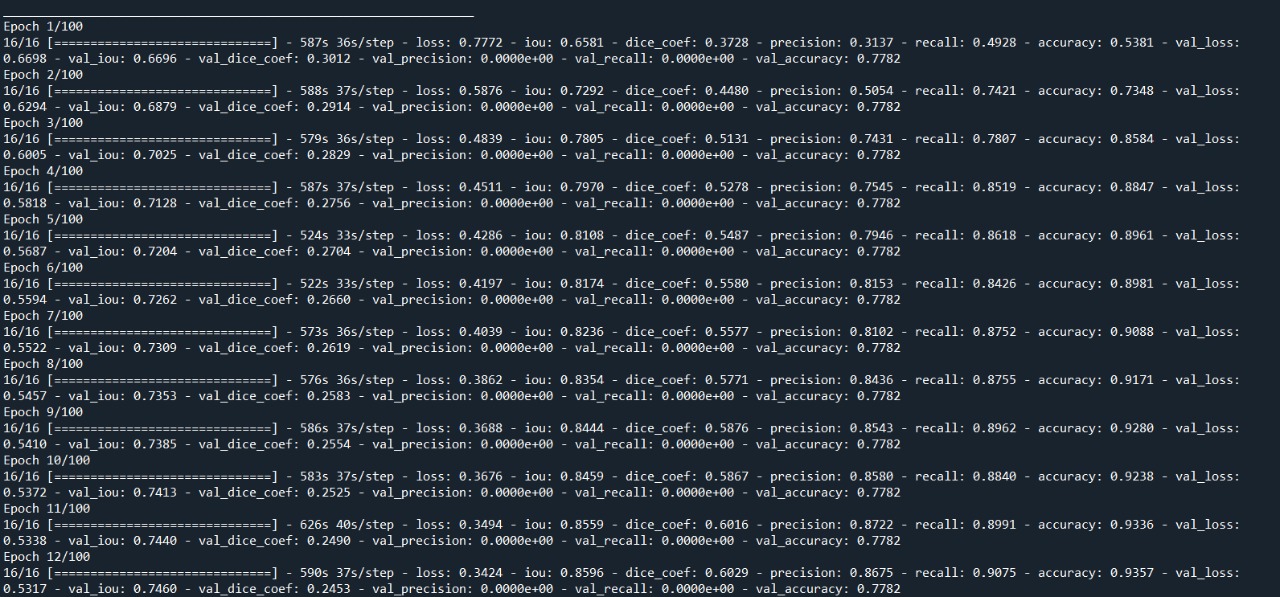 Epoch 1/100
16/16 [==============================] - 587s 36s/step - loss: 0.7772 - iou: 0.6581 - dice_coef: 0.3728 - precision: 0.3137 - recall: 0.4928 - accuracy: 0.5381 - val_loss:
0.6698 - val_iou: 0.6696 - val_dice_coef: 0.3012 - val_precision: 0.0000e+00 - val_recall: 0.0000e+00 - val_accuracy: 0.7782
Epoch 2/100
16/16 [==============================] - 588s 37s/step - loss: 0.5876 - iou: 0.7292 - dice_coef: 0.4480 - precision: 0.5054 - recall: 0.7421 - accuracy: 0.7348 - val_loss:
0.6294 - val_iou: 0.6879 - val_dice_coef: 0.2914 - val_precision: 0.0000e+00 - val_recall: 0.0000e+00 - val_accuracy: 0.7782
Epoch 3/100
16/16 [==============================] - 579s 36s/step - loss: 0.4839 - iou: 0.7805 - dice_coef: 0.5131 - precision: 0.7431 - recall: 0.7807 - accuracy: 0.8584 - val_loss:
0.6005 - val_iou: 0.7025 - val_dice_coef: 0.2829 - val_precision: 0.0000e+00 - val_recall: 0.0000e+00 - val_accuracy: 0.7782
Epoch 4/100
16/16 [==============================] - 587s 37s/step - loss: 0.4511 - iou: 0.7970 - dice_coef: 0.5278 - precision: 0.7545 - recall: 0.8519 - accuracy: 0.8847 - val_loss:
0.5818 - val_iou: 0.7128 - val_dice_coef: 0.2756 - val_precision: 0.0000e+00 - val_recall: 0.0000e+00 - val_accuracy: 0.7782
Epoch 5/100
16/16 [==============================] - 524s 33s/step - loss: 0.4286 - iou: 0.8108 - dice_coef: 0.5487 - precision: 0.7946 - recall: 0.8618 - accuracy: 0.8961 - val_loss:
0.5687 - val_iou: 0.7204 - val_dice_coef: 0.2704 - val_precision: 0.0000e+00 - val_recall: 0.0000e+00 - val_accuracy: 0.7782
Epoch 6/100
16/16 [==============================] - 522s 33s/step - loss: 0.4197 - iou: 0.8174 - dice_coef: 0.5580 - precision: 0.8153 - recall: 0.8426 - accuracy: 0.8981 - val_loss:
0.5594 - val_iou: 0.7262 - val_dice_coef: 0.2660 - val_precision: 0.0000e+00 - val_recall: 0.0000e+00 - val_accuracy: 0.7782
Epoch 7/100
16/16 [==============================] - 573s 36s/step - loss: 0.4039 - iou: 0.8236 - dice_coef: 0.5577 - precision: 0.8102 - recall: 0.8752 - accuracy: 0.9088 - val_loss:
0.5522 - val_iou: 0.7309 - val_dice_coef: 0.2619 - val_precision: 0.0000e+00 - val_recall: 0.0000e+00 - val_accuracy: 0.7782
Epoch 8/100
16/16 [==============================] - 576s 36s/step - loss: 0.3862 - iou: 0.8354 - dice_coef: 0.5771 - precision: 0.8436 - recall: 0.8755 - accuracy: 0.9171 - val_loss:
0.5457 - val_iou: 0.7353 - val_dice_coef: 0.2583 - val_precision: 0.0000e+00 - val_recall: 0.0000e+00 - val_accuracy: 0.7782
Epoch 9/100
16/16 [==============================] - 586s 37s/step - loss: 0.3688 - iou: 0.8444 - dice_coef: 0.5876 - precision: 0.8543 - recall: 0.8962 - accuracy: 0.9280 - val_loss:
0.5410 - val_iou: 0.7385 - val_dice_coef: 0.2554 - val_precision: 0.0000e+00 - val_recall: 0.0000e+00 - val_accuracy: 0.7782
Epoch 10/100
16/16 [==============================] - 583s 37s/step - loss: 0.3676 - iou: 0.8459 - dice_coef: 0.5867 - precision: 0.8580 - recall: 0.8840 - accuracy: 0.9238 - val_loss:
0.5372 - val_iou: 0.7413 - val_dice_coef: 0.2525 - val_precision: 0.0000e+00 - val_recall: 0.0000e+00 - val_accuracy: 0.7782
Epoch 11/100
16/16 [==============================] - 626s 40s/step - loss: 0.3494 - iou: 0.8559 - dice_coef: 0.6016 - precision: 0.8722 - recall: 0.8991 - accuracy: 0.9336 - val_loss:
0.5338 - val_iou: 0.7440 - val_dice_coef: 0.2490 - val_precision: 0.0000e+00 - val_recall: 0.0000e+00 - val_accuracy: 0.7782
Epoch 12/100
16/16 [==============================] - 590s 37s/step - loss: 0.3424 - iou: 0.8596 - dice_coef: 0.6029 - precision: 0.8675 - recall: 0.9075 - accuracy: 0.9357 - val_loss:
0.5317 - val_iou: 0.7460 - val_dice_coef: 0.2453 - val_precision: 0.0000e+00 - val_recall: 0.0000e+00 - val_accuracy: 0.7782